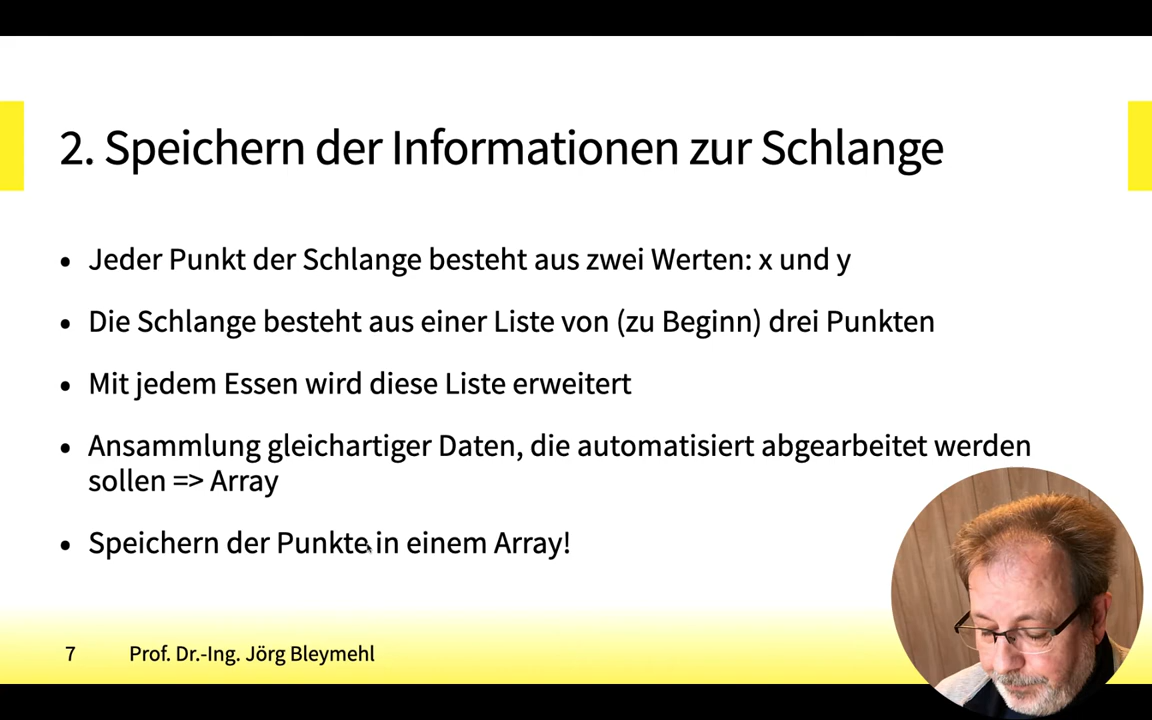 2. Speichern der Informationen zur Schlange
• Jeder Punkt der Schlange besteht aus zwei Werten: x und y
• Die Schlange besteht aus einer Liste von (zu Beginn) drei Punkten
• Mit jedem Essen wird diese Liste erweitert
• Ansammlung gleichartiger Daten, die automatisiert abgearbeitet werden
sollen => Array
• Speichern der Punkte in einem Array!
7 Prof. Dr.-Ing. Jörg Bleymehl